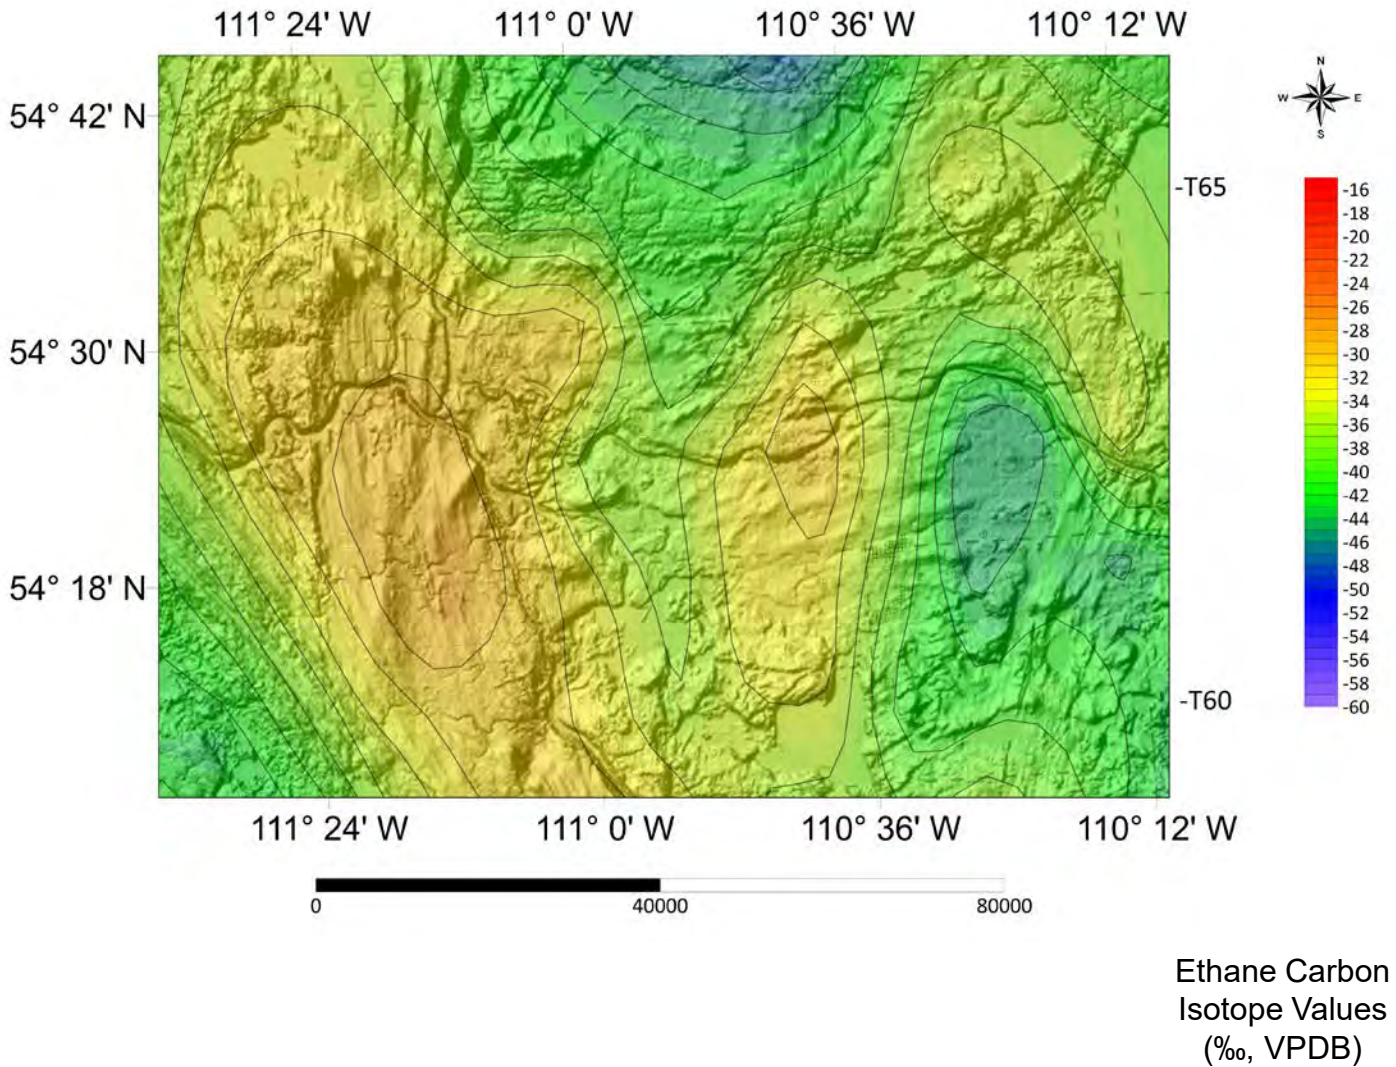 111° 24' W 111° 0' W 110° 36' W 110° 12' W
N
W E
S
54° 42' N
-T65
-16
-18
-20
-22
-24
-26
-28
-30
-32
-34
-36
-38
-40
-42
-44
-46
-48
-50
-52
-54
-56
-58
-60
54° 30' N
54° 18' N
-T60
111° 24' W 111° 0' W 110° 36' W 110° 12' W
0 40000 80000
Ethane Carbon
Isotope Values
(‰, VPDB)